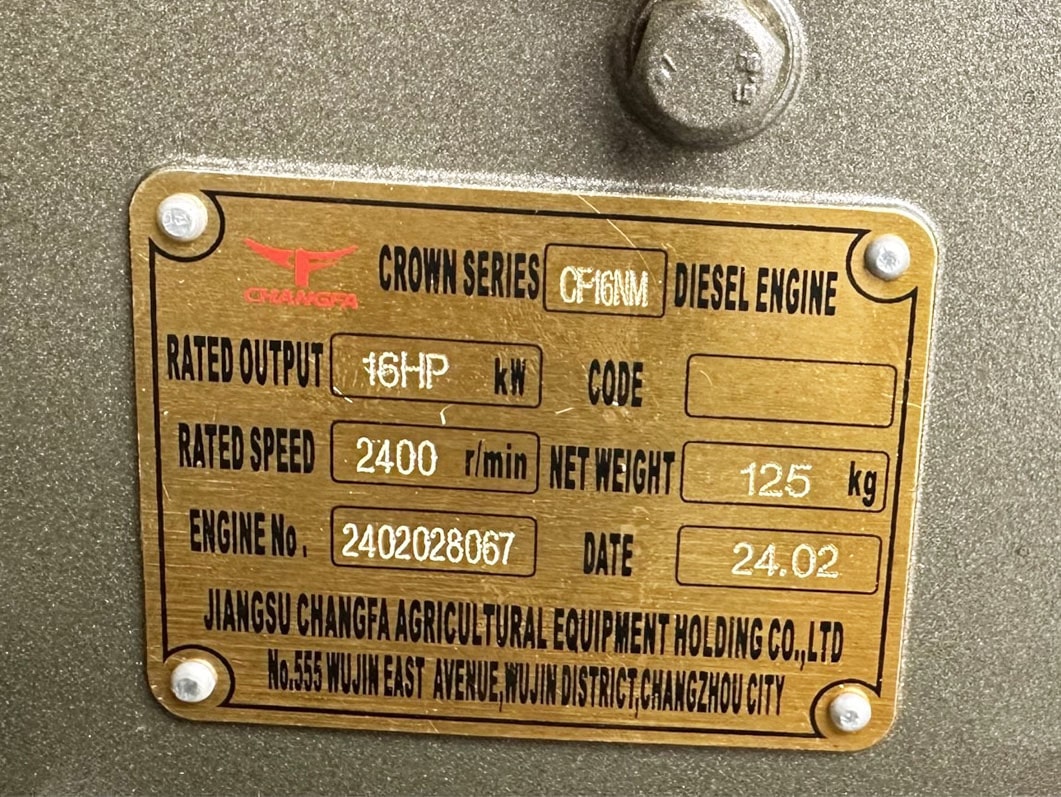 CHANGFA
CROWN SERIES CF16NM DIESEL ENGINE
RATED OUTPUT 16HP kW CODE
RATED SPEED 2400 r/min NET WEIGHT 125 kg
ENGINE No. 2402028067 DATE 24.02
JIANGSU CHANGFA AGRICULTURAL EQUIPMENT HOLDING CO.,LTD
No.555 WUJIN EAST AVENUE,WUJIN DISTRICT,CHANGZHOU CITY